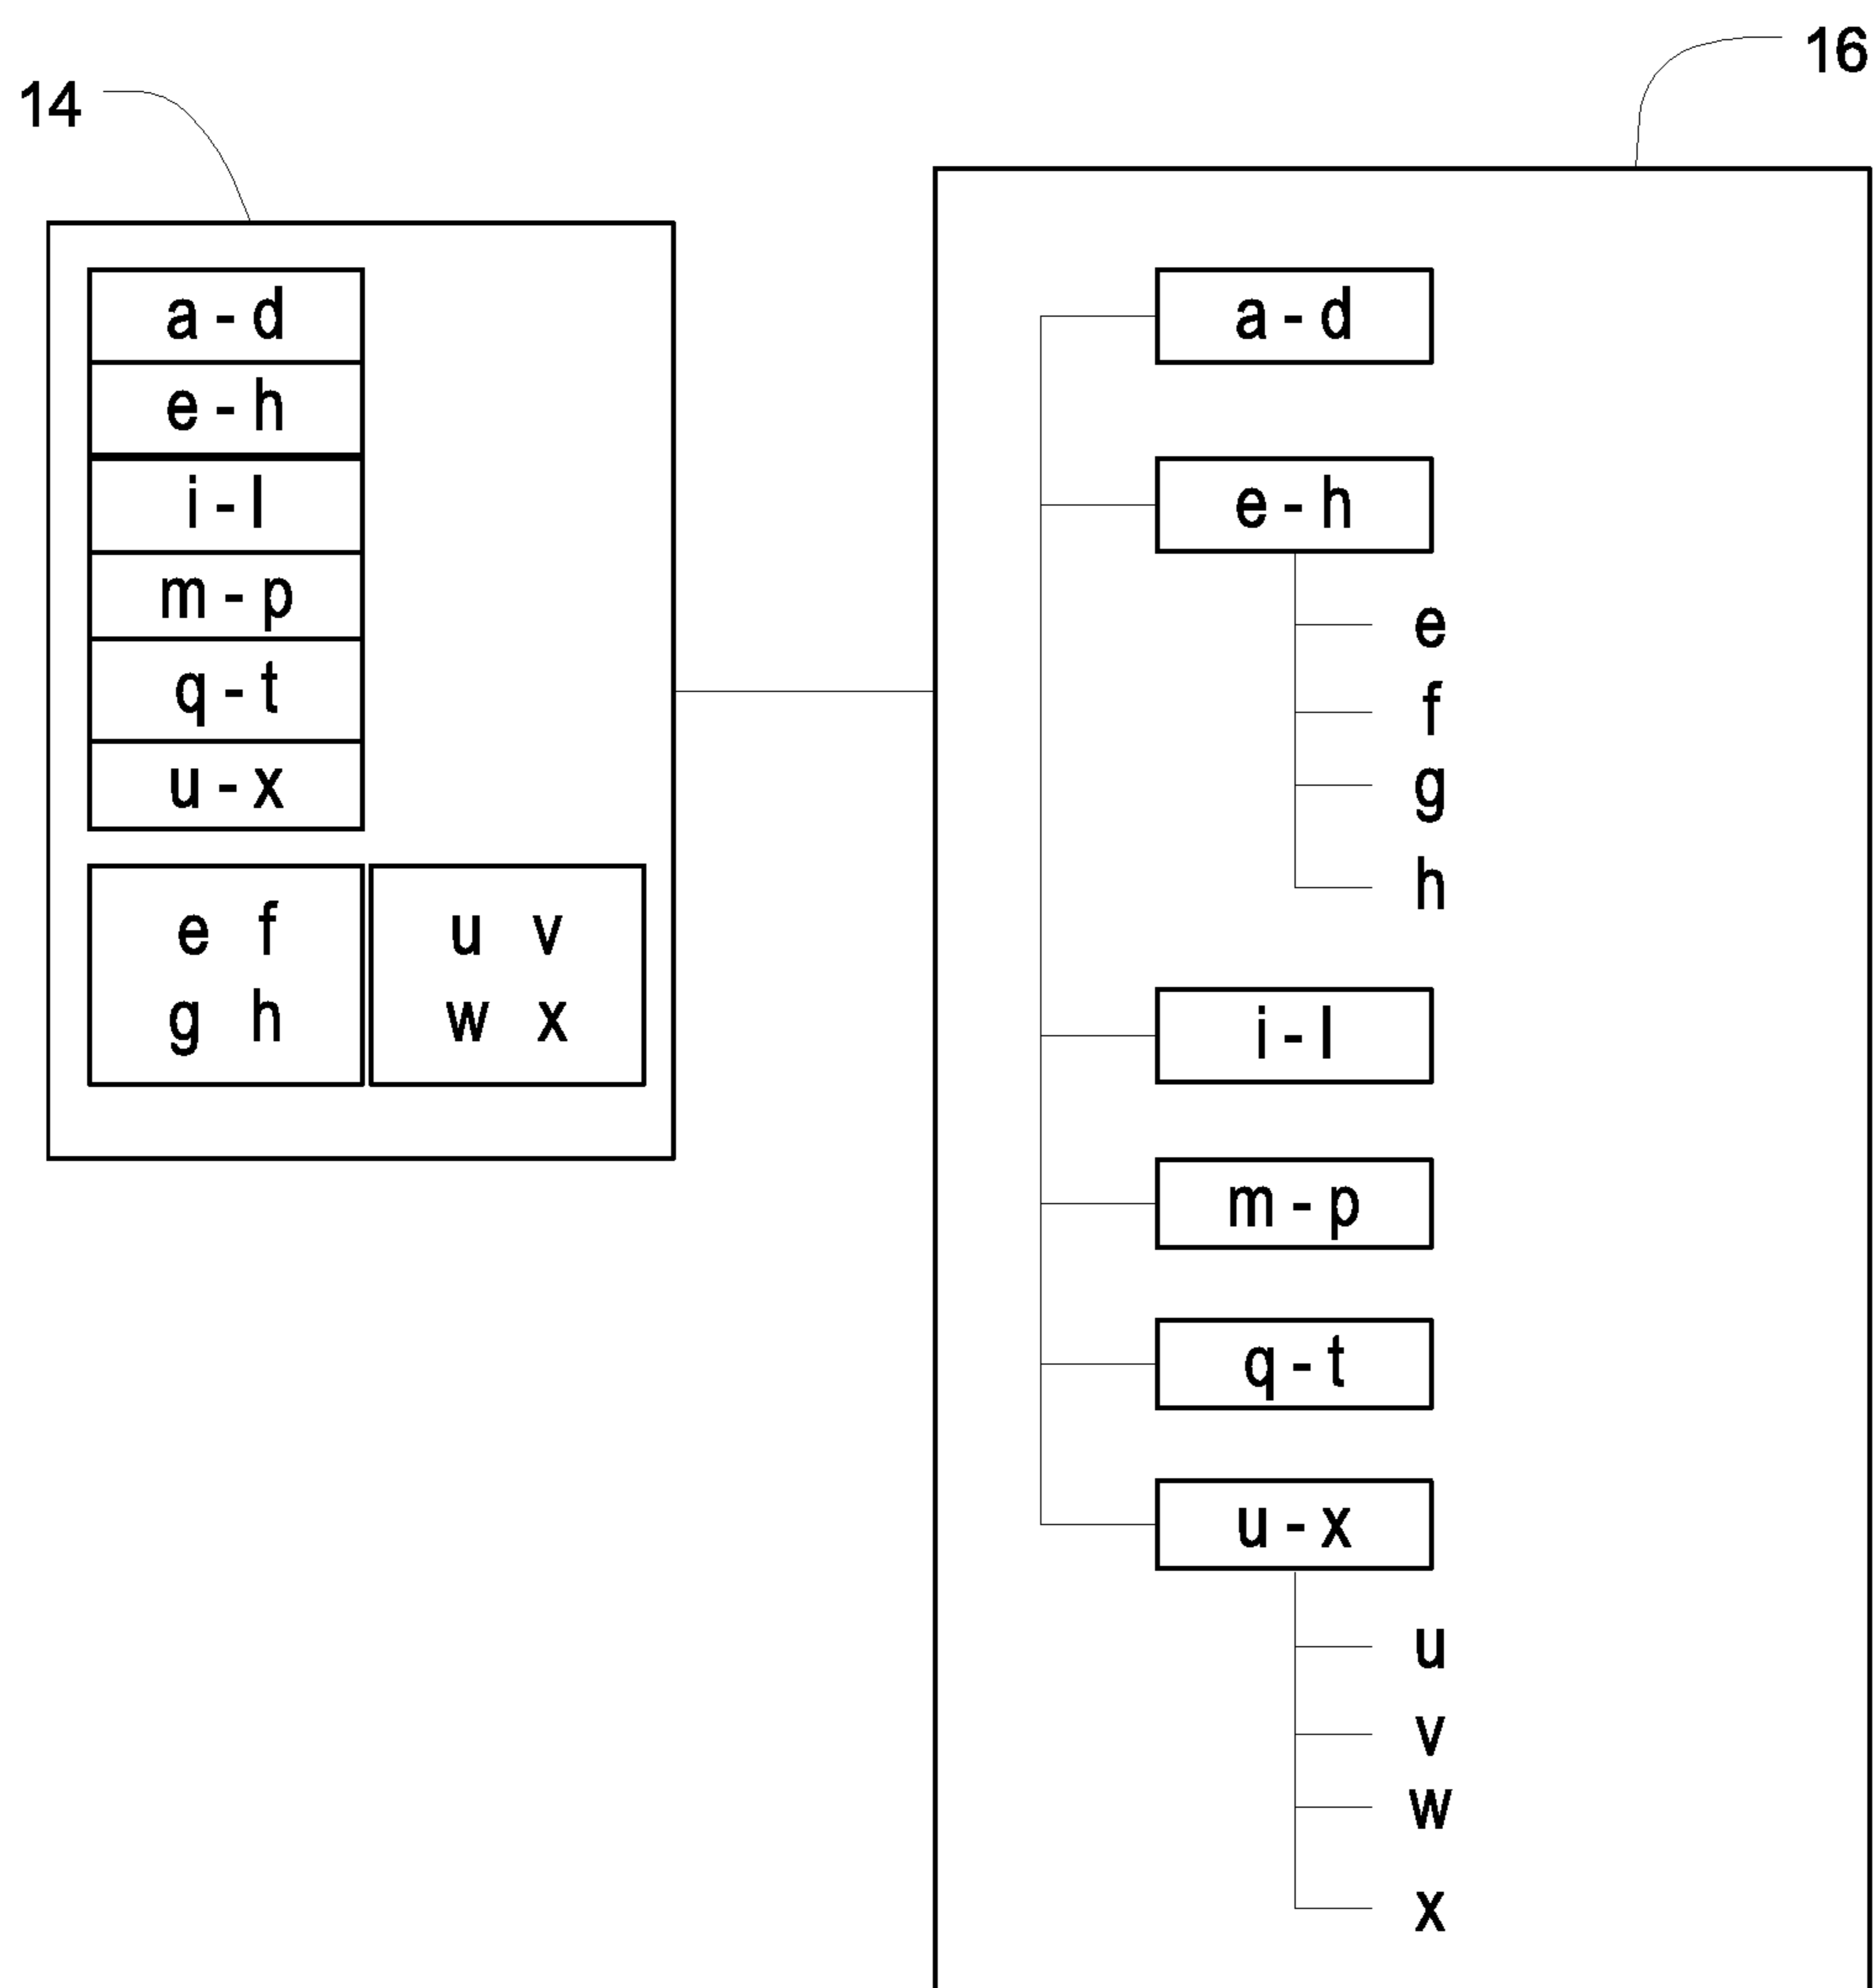 14
16
a - d
e - h
i - l
m - p
q - t
u - x
e f
g h
u v
w x
a - d
e - h
e
f
g
h
i - l
m - p
q - t
u - x
u
v
w
x